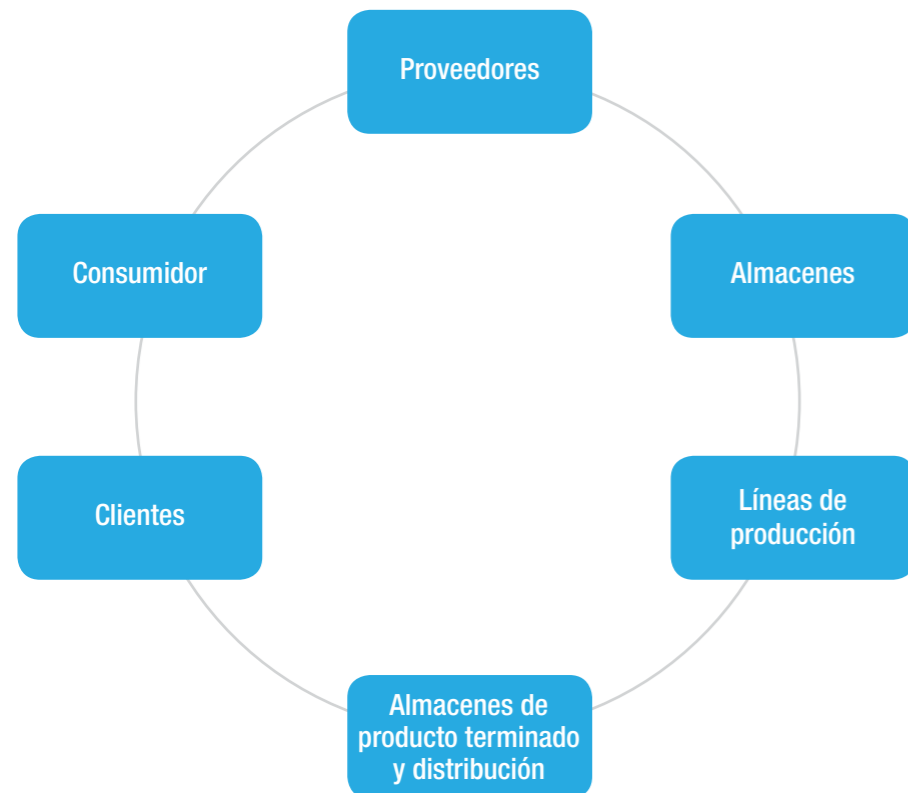 Proveedores
Almacenes
Líneas de
producción
Almacenes de
producto terminado
y distribución
Clientes
Consumidor